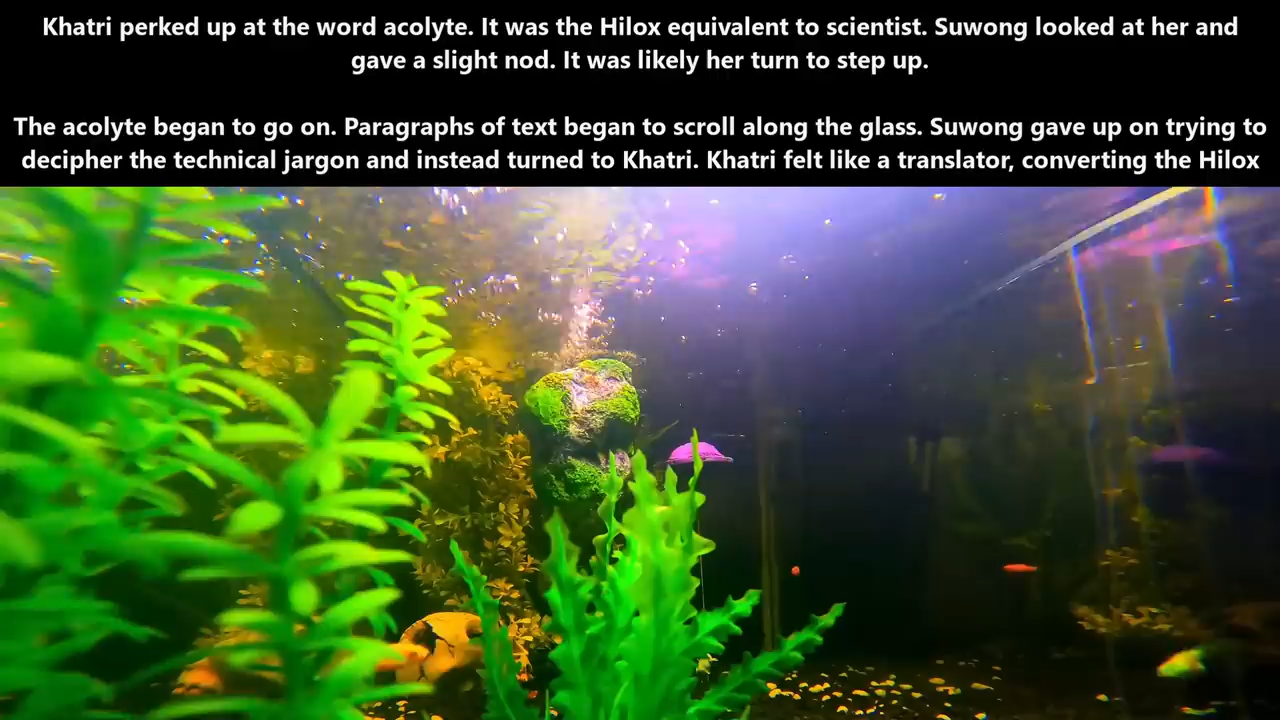 Khatri perked up at the word acolyte. It was the Hilox equivalent to scientist. Suwong looked at her and
gave a slight nod. It was likely her turn to step up.
The acolyte began to go on. Paragraphs of text began to scroll along the glass. Suwong gave up on trying to
decipher the technical jargon and instead turned to Khatri. Khatri felt like a translator, converting the Hilox